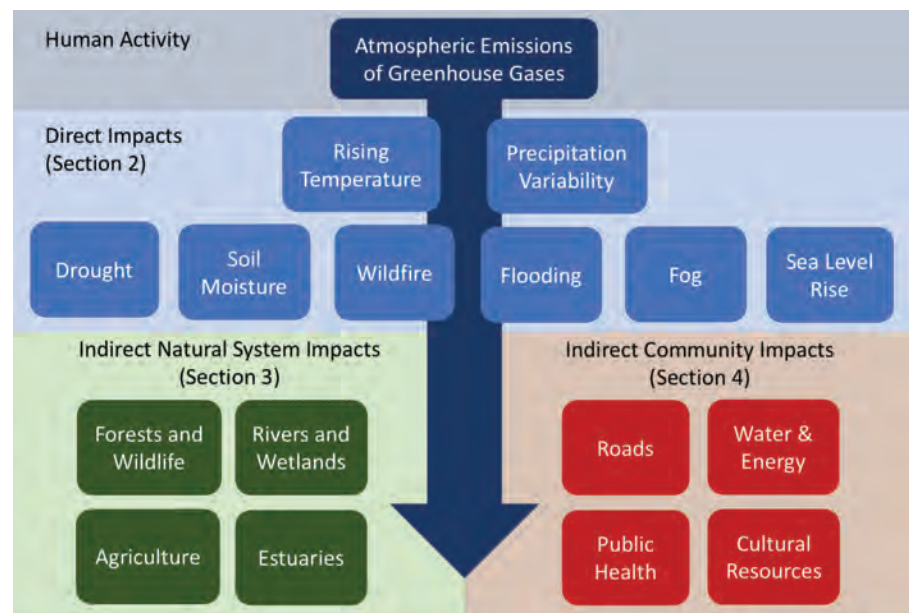 Human Activity
Atmospheric Emissions
of Greenhouse Gases
Direct Impacts
(Section 2)
Rising
Temperature
Precipitation
Variability
Drought
Soil
Moisture
Wildfire
Flooding
Fog
Sea Level
Rise
Indirect Natural System Impacts
(Section 3)
Forests and
Wildlife
Rivers and
Wetlands
Agriculture
Estuaries
Indirect Community Impacts
(Section 4)
Roads
Water &
Energy
Public
Health
Cultural
Resources